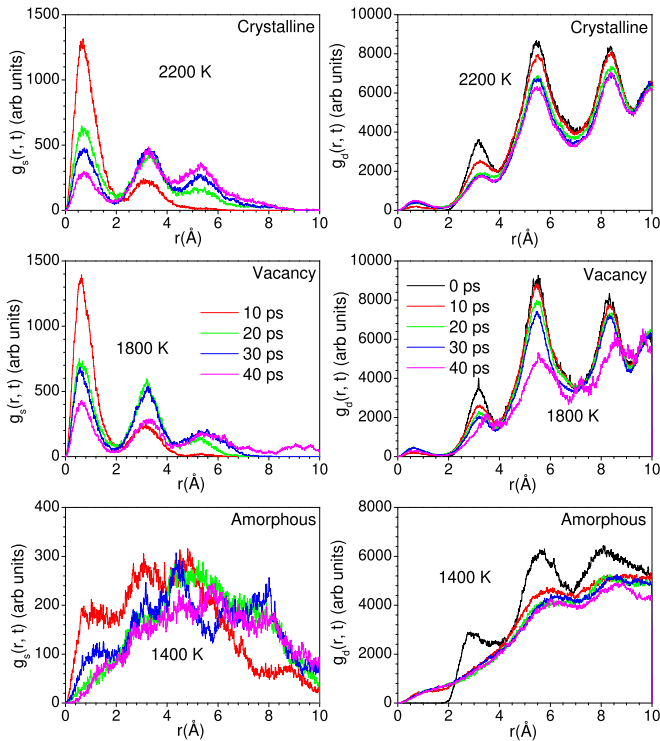 Crystalline
2200 K
g_s(r, t) (arb units)
1500
1000
500
0
0 2 4 6 8 10
r(Å)
Crystalline
2200 K
g_d(r, t) (arb units)
10000
8000
6000
4000
2000
0
0 2 4 6 8 10
r(Å)
Vacancy
1800 K
10 ps
20 ps
30 ps
40 ps
g_s(r, t) (arb units)
1500
1000
500
0
0 2 4 6 8 10
r(Å)
Vacancy
0 ps
10 ps
20 ps
30 ps
40 ps
1800 K
g_d(r, t) (arb units)
10000
8000
6000
4000
2000
0
0 2 4 6 8 10
r(Å)
Amorphous
1400 K
g_s(r, t) (arb units)
400
300
200
100
0
0 2 4 6 8 10
r(Å)
Amorphous
1400 K
g_d(r, t) (arb units)
8000
6000
4000
2000
0
0 2 4 6 8 10
r(Å)